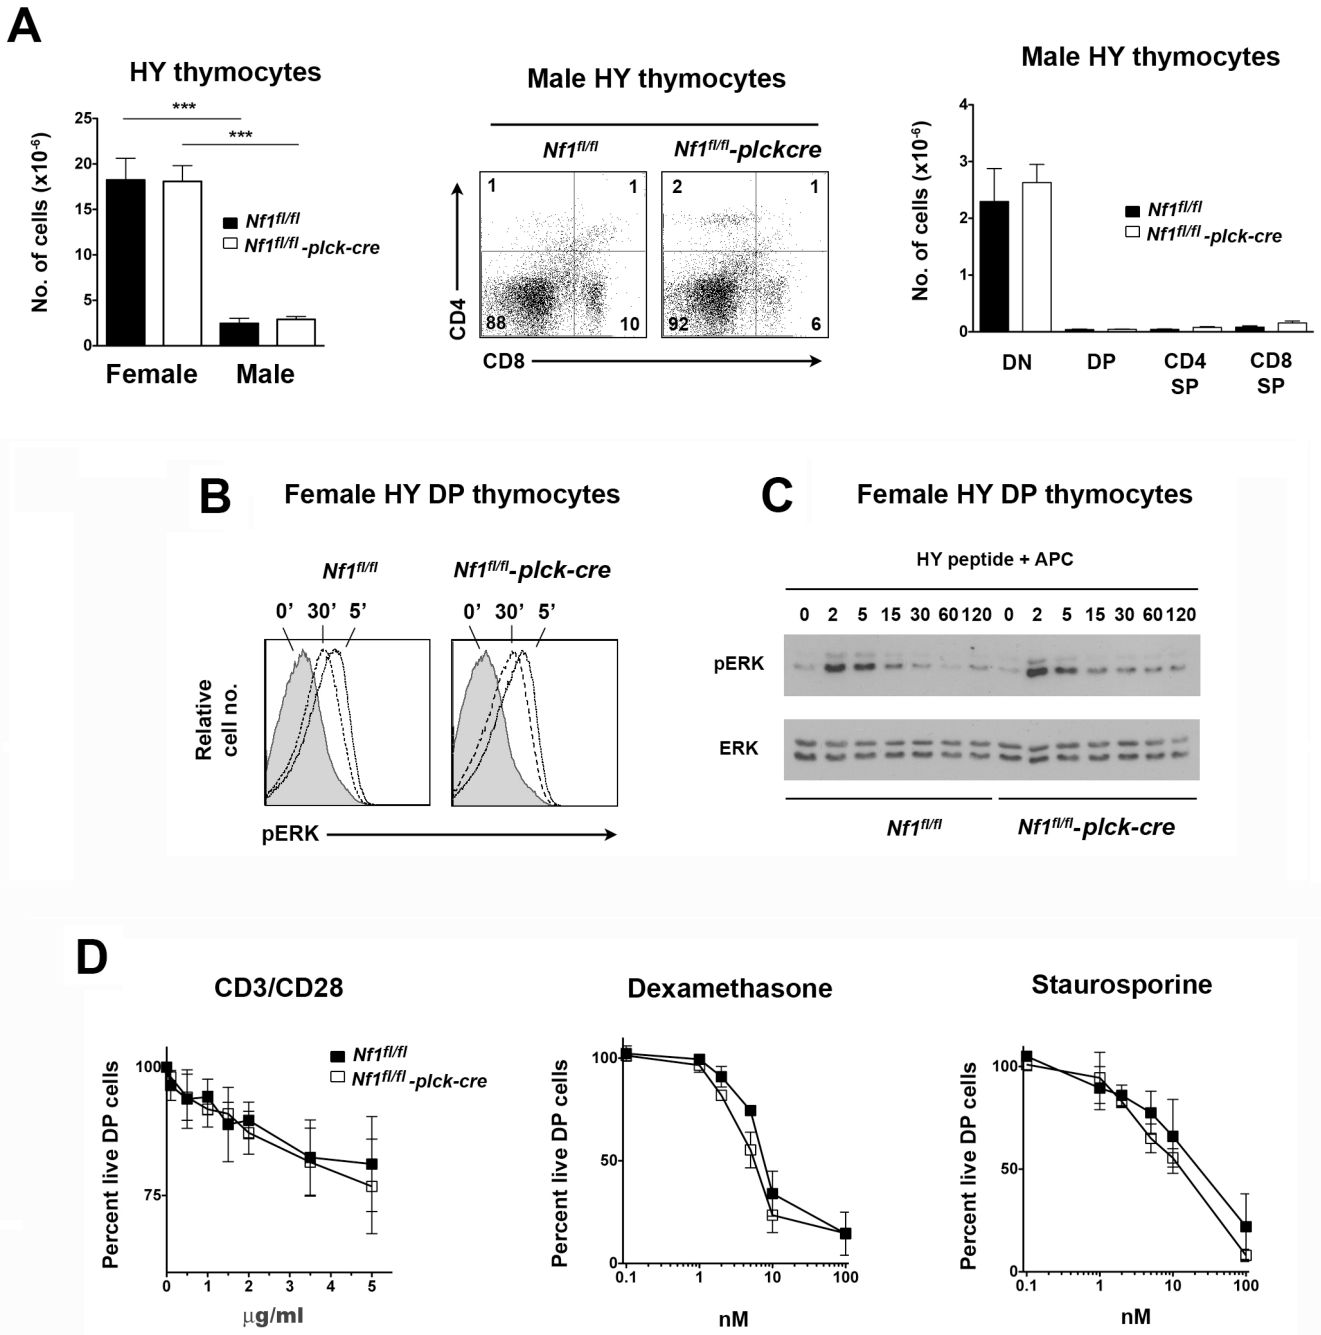 A
HY thymocytes
***
***
25
20
15
10
5
0
No. of cells (x10-6)
Nf1fl/fl
Nf1fl/fl-plck-cre
Female Male
Male HY thymocytes
Nf1fl/fl Nf1fl/fl-plckcre
1 1 2 1
88 10 92 6
CD4
CD8
Male HY thymocytes
4
3
2
1
0
No. of cells (x10-6)
Nf1fl/fl
Nf1fl/fl-plck-cre
DN DP CD4 CD8
SP SP
B
Female HY DP thymocytes
Nf1fl/fl Nf1fl/fl-plck-cre
0’ 30’ 5’ 0’ 30’ 5’
Relative
cell no.
pERK
C
Female HY DP thymocytes
HY peptide + APC
0 2 5 15 30 60 120 0 2 5 15 30 60 120
pERK
ERK
Nf1fl/fl Nf1fl/fl-plck-cre
D
CD3/CD28
Nf1fl/fl
Nf1fl/fl-plck-cre
Percent live DP cells
100
75
0 1 2 3 4 5
μg/ml
Dexamethasone
Percent live DP cells
100
50
0
0.1 1 10 100
nM
Staurosporine
Percent live DP cells
100
50
0
0.1 1 10 100
nM